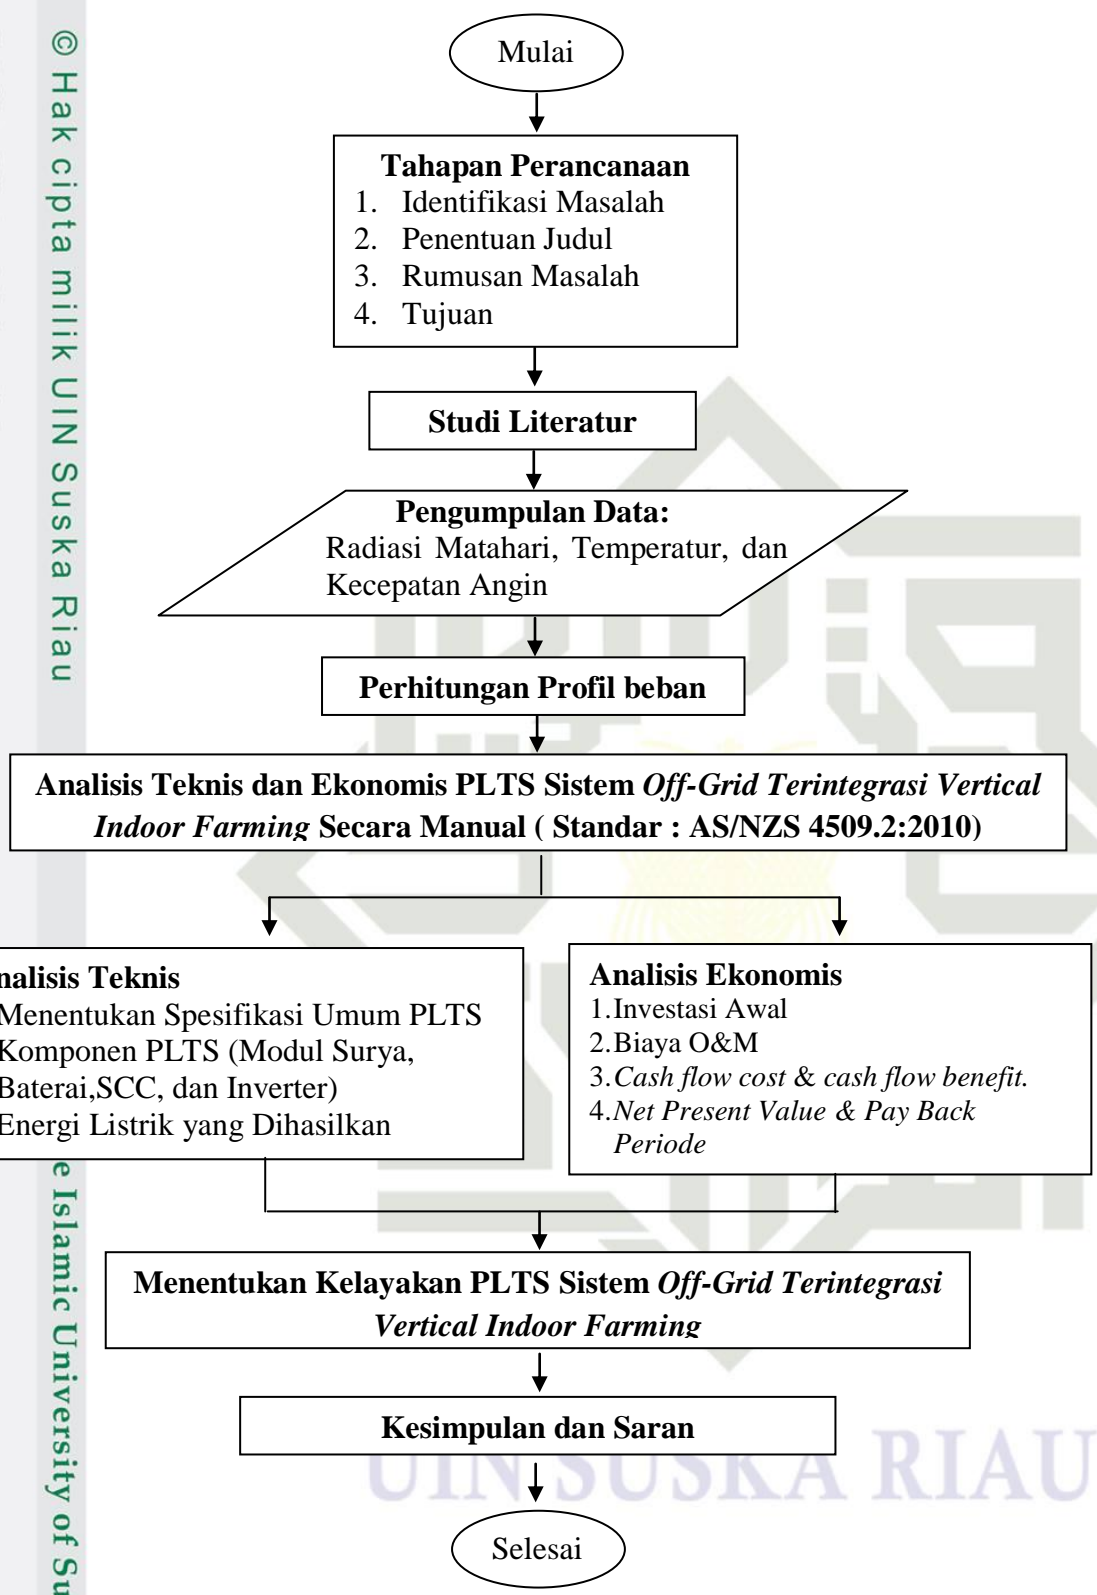 © Hak cipta milik UIN Suska Riau
Mulai
Tahapan Perancanaan
1. Identifikasi Masalah
2. Penentuan Judul
3. Rumusan Masalah
4. Tujuan
Studi Literatur
Pengumpulan Data:
Radiasi Matahari, Temperatur, dan
Kecepatan Angin
Perhitungan Profil beban
Analisis Teknis dan Ekonomis PLTS Sistem Off-Grid Terintegrasi Vertical
Indoor Farming Secara Manual ( Standar : AS/NZS 4509.2:2010)
nalisis Teknis
Menentukan Spesifikasi Umum PLTS
Komponen PLTS (Modul Surya,
Baterai,SCC, dan Inverter)
Energi Listrik yang Dihasilkan
Analisis Ekonomis
1.Investasi Awal
2.Biaya O&M
3.Cash flow cost & cash flow benefit.
4.Net Present Value & Pay Back
Periode
e Islamic University of Su
Menentukan Kelayakan PLTS Sistem Off-Grid Terintegrasi
Vertical Indoor Farming
Kesimpulan dan Saran
UIN SUSKA RIAU
Selesai